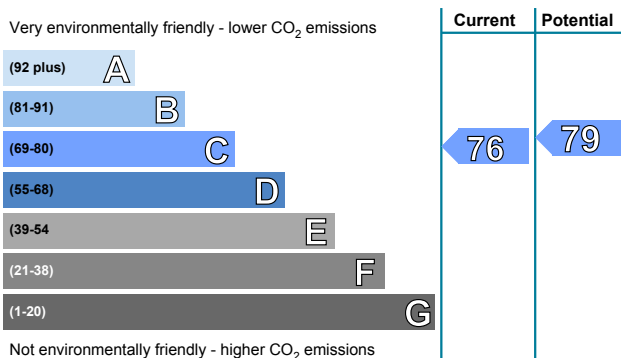 Very environmentally friendly - lower CO2 emissions
Current
Potential
(92 plus) A
(81-91) B
(69-80) C
(55-68) D
(39-54 E
(21-38) F
(1-20) G
76
79
Not environmentally friendly - higher CO2 emissions